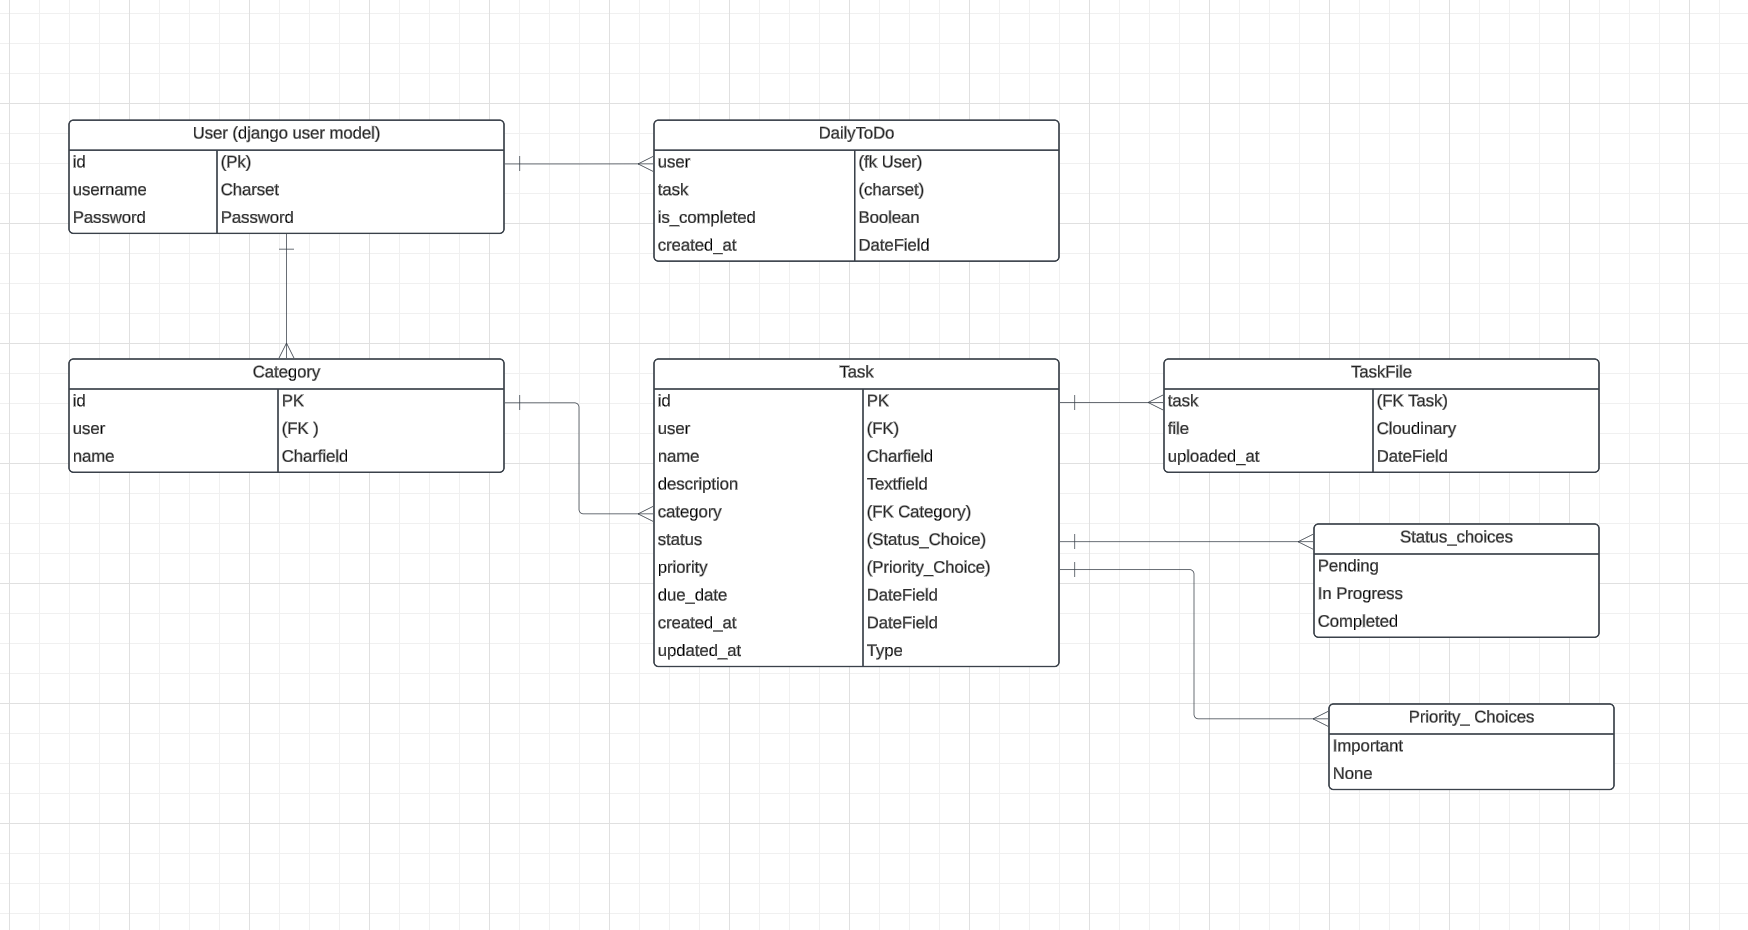 User (django user model)
id (Pk)
username Charset
Password Password
DailyToDo
user (fk User)
task (charset)
is_completed Boolean
created_at DateField
Category
id PK
user (FK )
name Charfield
Task
id PK
user (FK)
name Charfield
description Textfield
category (FK Category)
status (Status_Choice)
priority (Priority_Choice)
due_date DateField
created_at DateField
updated_at Type
TaskFile
task (FK Task)
file Cloudinary
uploaded_at DateField
Status_choices
Pending
In Progress
Completed
Priority_ Choices
Important
None